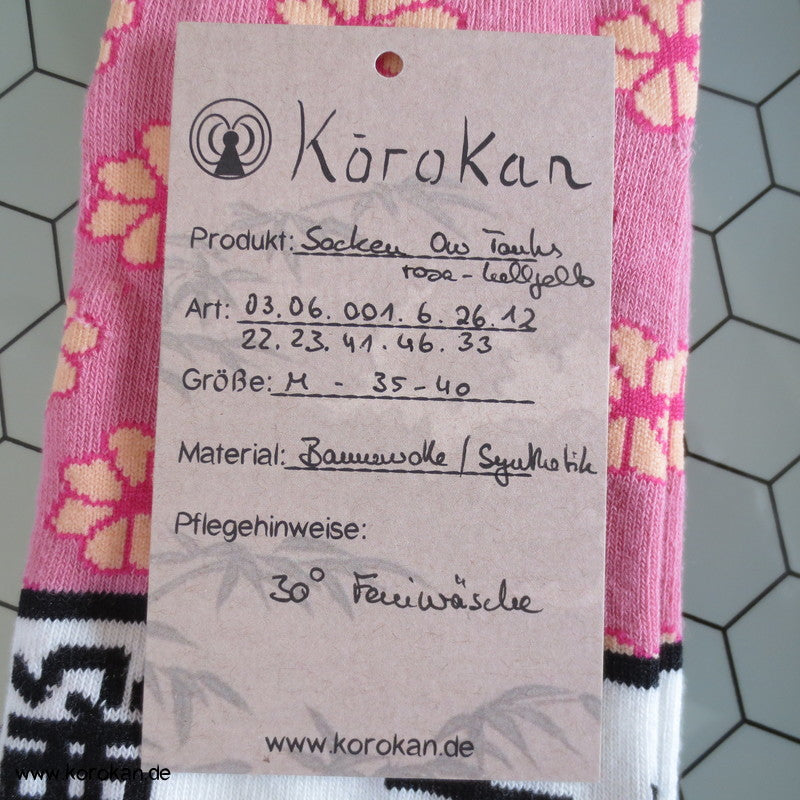 Kōrokan
Produkt: Socken
rosa - hellgelb
Art: 03.06.001.6.26.12
22.23.41.46.33
Größe: M - 35-40
Material: Baumwolle / Synthetik
Pflegehinweise:
30° Feinwäsche
www.korokan.de
www.korokan.de